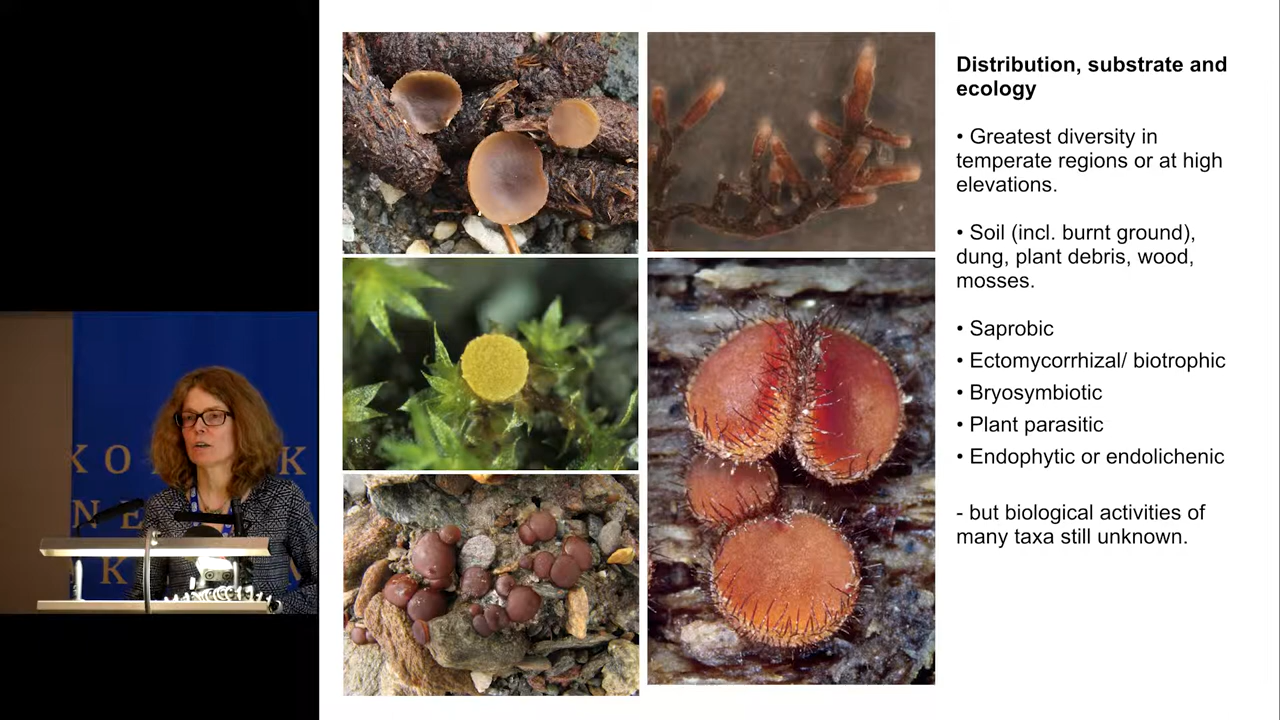 Distribution, substrate and
ecology
• Greatest diversity in
temperate regions or at high
elevations.
• Soil (incl. burnt ground),
dung, plant debris, wood,
mosses.
• Saprobic
• Ectomycorrhizal/ biotrophic
• Bryosymbiotic
• Plant parasitic
• Endophytic or endolichenic
- but biological activities of
many taxa still unknown.